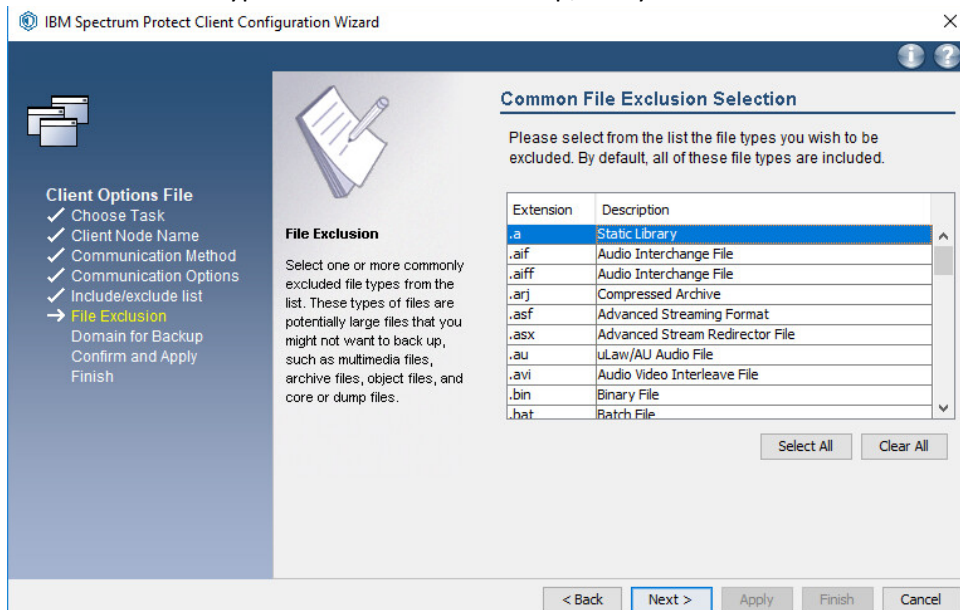 IBM Spectrum Protect Client Configuration Wizard
Client Options File
Choose Task
Client Node Name
Communication Method
Communication Options
Include/exclude list
File Exclusion
Domain for Backup
Confirm and Apply
Finish
File Exclusion
Select one or more commonly
excluded file types from the
list. These types of files are
potentially large files that you
might not want to back up,
such as multimedia files,
archive files, object files, and
core or dump files.
Common File Exclusion Selection
Please select from the list the file types you wish to be
excluded. By default, all of these file types are included.
Extension Description
.a Static Library
.aif Audio Interchange File
.aiff Audio Interchange File
.arj Compressed Archive
.asf Advanced Streaming Format
.asx Advanced Stream Redirector File
.au uLaw/AU Audio File
.avi Audio Video Interleave File
.bin Binary File
.bat Batch File
Select All Clear All
< Back Next > Apply Finish Cancel